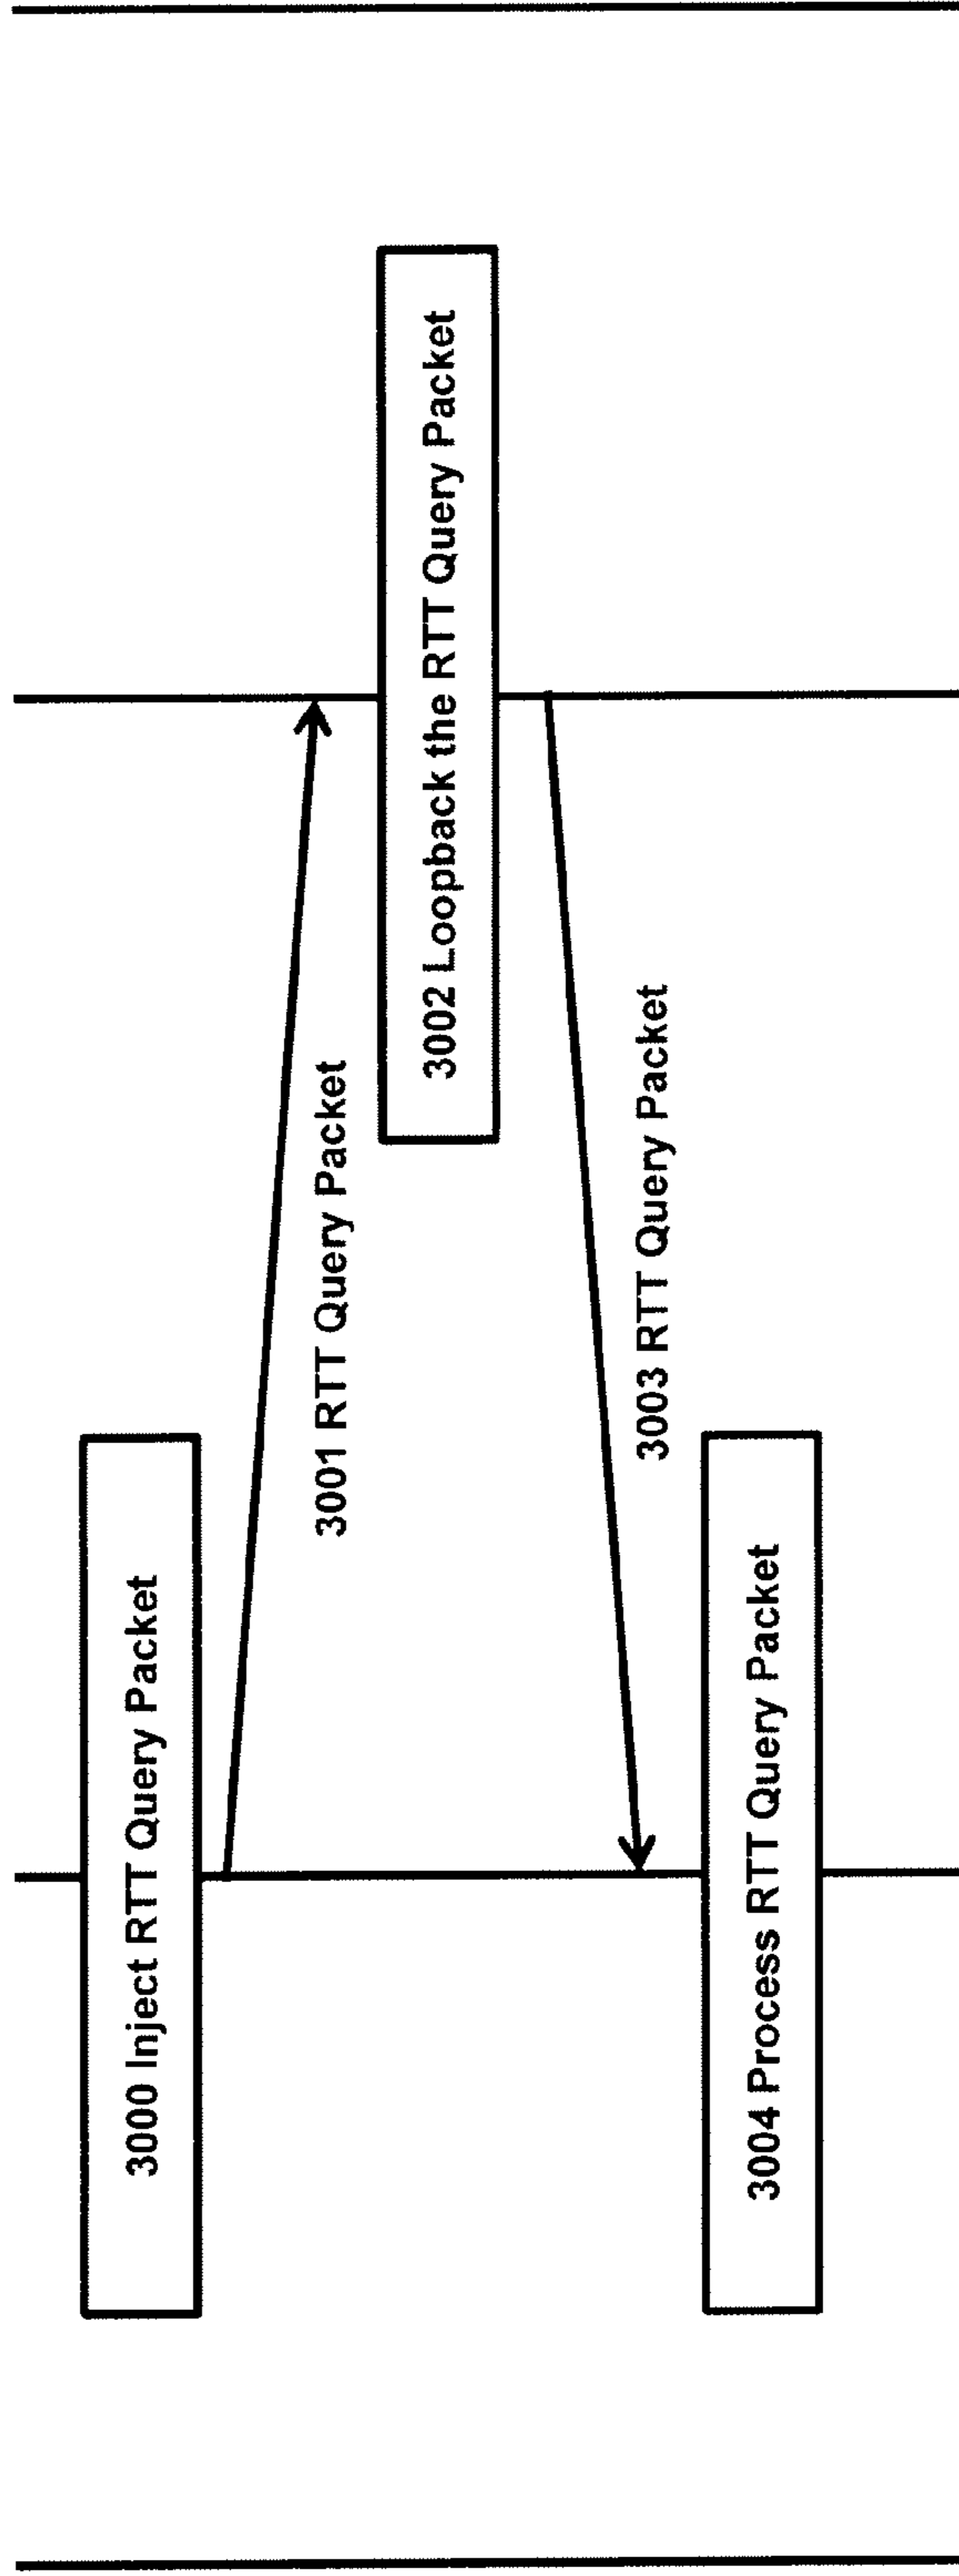 3000 Inject RTT Query Packet
3001 RTT Query Packet
3002 Loopback the RTT Query Packet
3003 RTT Query Packet
3004 Process RTT Query Packet